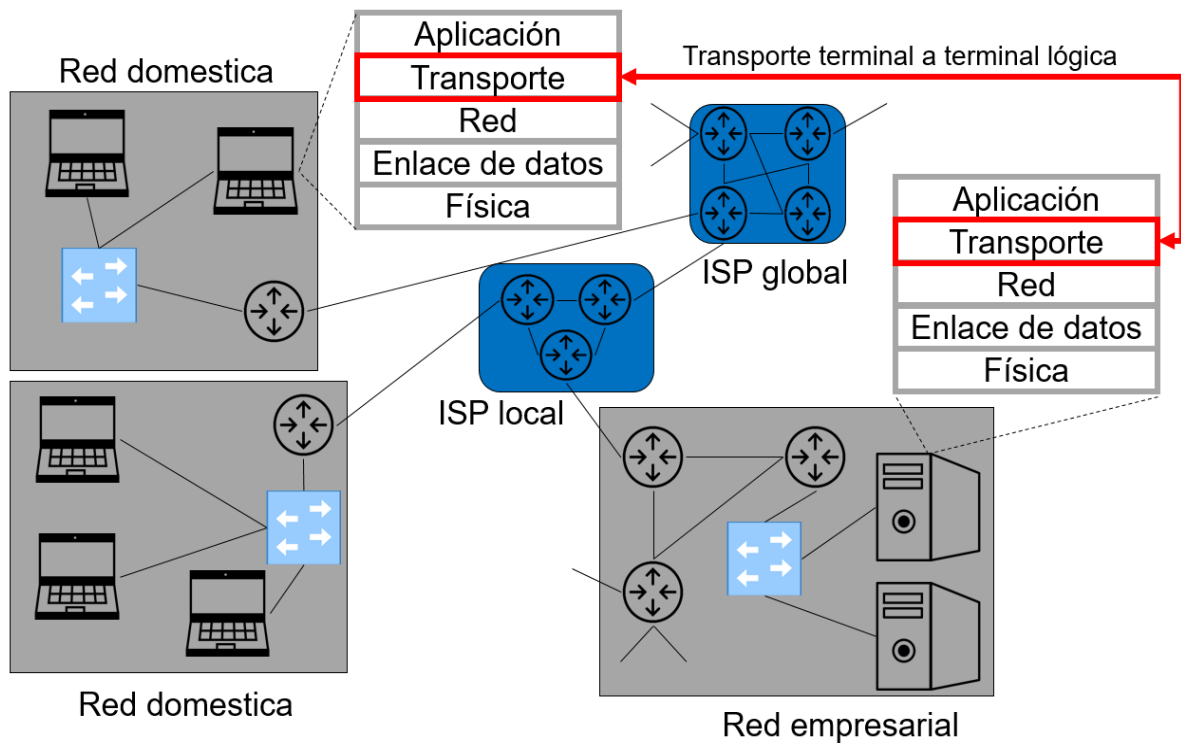 Aplicación
Transporte
Red
Enlace de datos
Física
Transporte terminal a terminal lógica
Red domestica
ISP global
Aplicación
Transporte
Red
Enlace de datos
Física
ISP local
Red domestica
Red empresarial